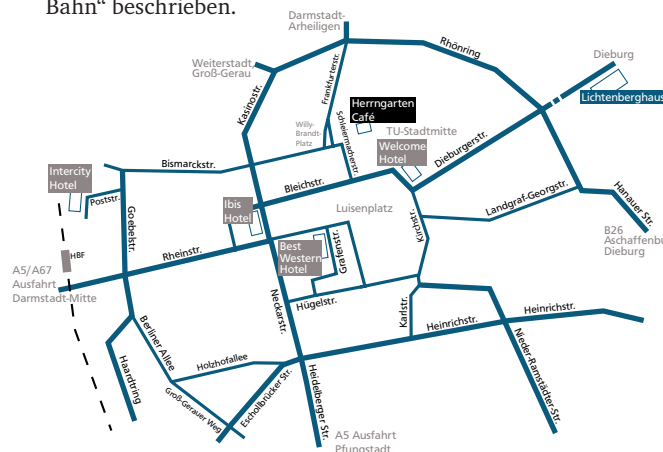 Bahn“ beschrieben.
Darmstadt-
Arheiligen
Rhönring
Dieburg
Weiterstadt,
Groß-Gerau
Kasinostr.
Frankfurterstr.
Lichtenberghaus
Herrngarten
Café
Willy-
Brandt-
Platz
Schleiermacherstr.
TU-Stadtmitte
Welcome
Hotel
Dieburgerstr.
Bismarckstr.
Intercity
Hotel
Poststr.
Bleichstr.
Ibis
Hotel
Luisenplatz
Landgraf-Georgstr.
Hanauer Str.
Goebelstr.
Kirchstr.
B26
Aschaffenbu
Dieburg
Rheinstr.
HBF
Best
Western
Hotel
Grafenstr.
A5/A67
Ausfahrt
Darmstadt-Mitte
Neckarstr.
Hügelstr.
Karlstr.
Heinrichstr.
Heinrichstr.
Berliner Allee
Haardtring
Holzhofallee
Nieder-Ramstädter-Str.
Groß-Gerauer Weg
Eschollbrücker Str.
Heidelberger Str.
A5 Ausfahrt
Pfungstadt